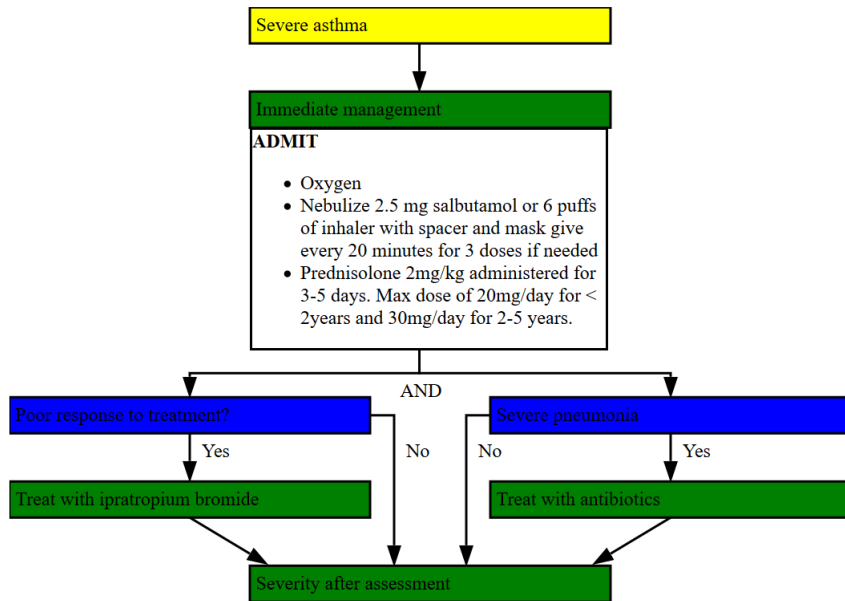 Severe asthma
Immediate management
ADMIT
• Oxygen
• Nebulize 2.5 mg salbutamol or 6 puffs
of inhaler with spacer and mask give
every 20 minutes for 3 doses if needed
• Prednisolone 2mg/kg administered for
3-5 days. Max dose of 20mg/day for <
2years and 30mg/day for 2-5 years.
AND
Poor response to treatment?
Severe pneumonia
Yes
No
No
Yes
Treat with ipratropium bromide
Treat with antibiotics
Severity after assessment